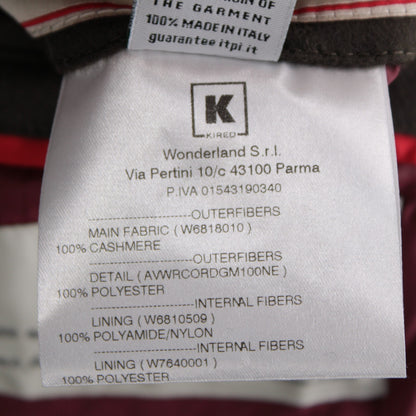 THE GARMENT
100% MADE IN ITALY
guarantee itpi.it
K
KIRED
Wonderland S.r.l.
Via Pertini 10/c 43100 Parma
P.IVA 01543190340
------------------------OUTERFIBERS
MAIN FABRIC ( W6818010 )
100% CASHMERE
------------------------OUTERFIBERS
DETAIL ( AVWRCORDGM100NE )
100% POLYESTER
------------------------INTERNAL FIBERS
LINING ( W6810509 )
100% POLYAMIDE/NYLON
------------------------INTERNAL FIBERS
LINING ( W7640001 )
100% POLYESTER